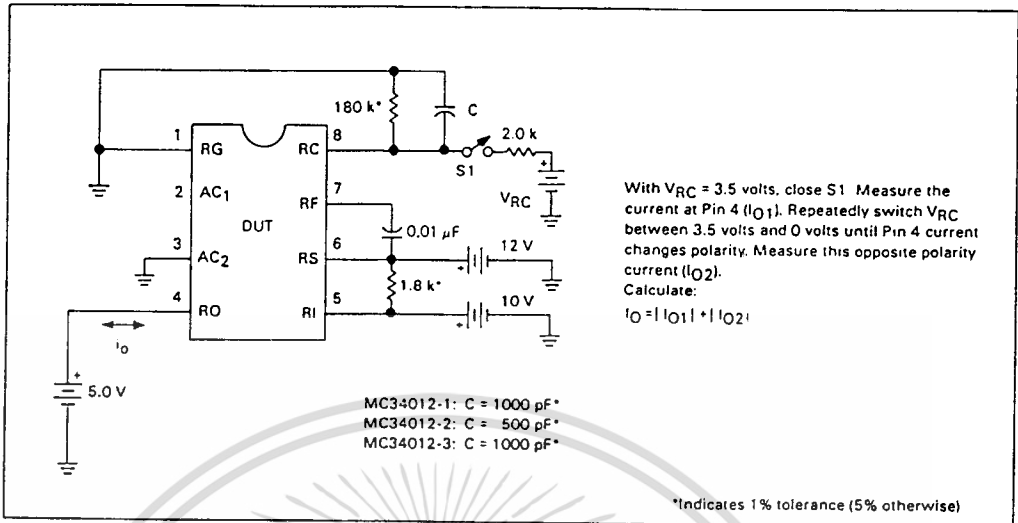 180 k*
C
1
RG
8
RC
2.0 k
S1
2
AC1
7
RF
VRC
DUT
0.01 µF
3
AC2
6
RS
12 V
1.8 k*
4
RO
5
RI
10 V
IO
5.0 V
With VRC = 3.5 volts, close S1 Measure the
current at Pin 4 (IO1). Repeatedly switch VRC
between 3.5 volts and 0 volts until Pin 4 current
changes polarity. Measure this opposite polarity
current (IO2).
Calculate:
IO = | IO1 | + | IO2 |
MC34012-1: C = 1000 pF*
MC34012-2: C = 500 pF*
MC34012-3: C = 1000 pF*
*Indicates 1% tolerance (5% otherwise)